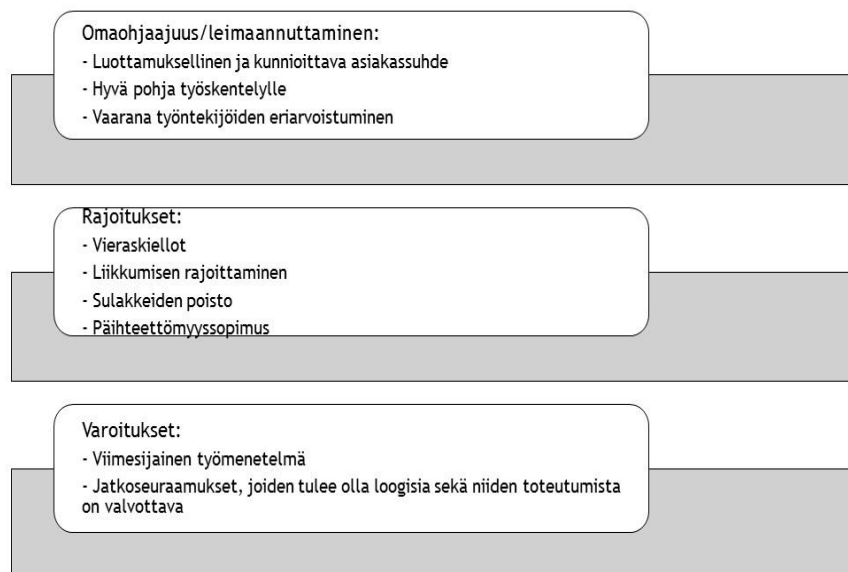 Omaohjaajuus/leimaannuttaminen:
- Luottamuksellinen ja kunnioittava asiakassuhde
- Hyvä pohja työskentelylle
- Vaarana työntekijöiden eriarvoistuminen
Rajoitukset:
- Vieraskiellot
- Liikkumisen rajoittaminen
- Sulakkeiden poisto
- Päihteettömyyssopimus
Varoitukset:
- Viimesijainen työmenetelmä
- Jatkoseuraamukset, joiden tulee olla loogisia sekä niiden toteutumista
on valvottava